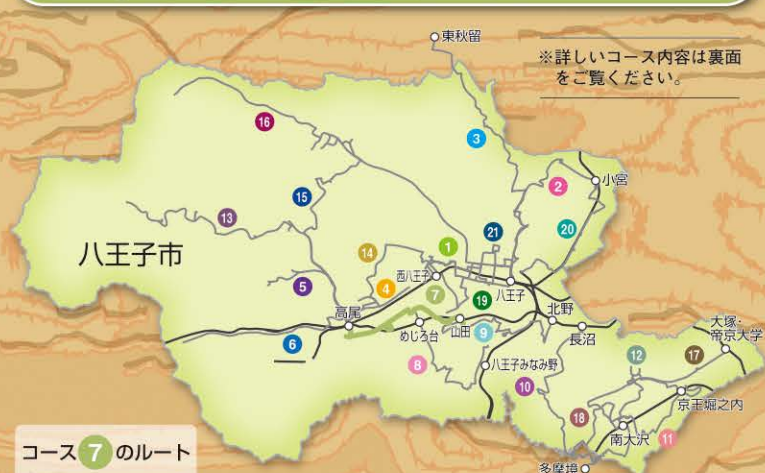 東秋留
※詳しいコース内容は裏面
をご覧ください。
16
3
小宮
2
15
13
20
21
14
1
八王子市
西八王子
5
4
7
19
八王子
高尾
北野
めじろ台
山田
9
長沼
大塚・
帝京大学
6
12
17
8
八王子みなみ野
10
京王堀之内
18
南大沢
11
コース7のルート
多摩境